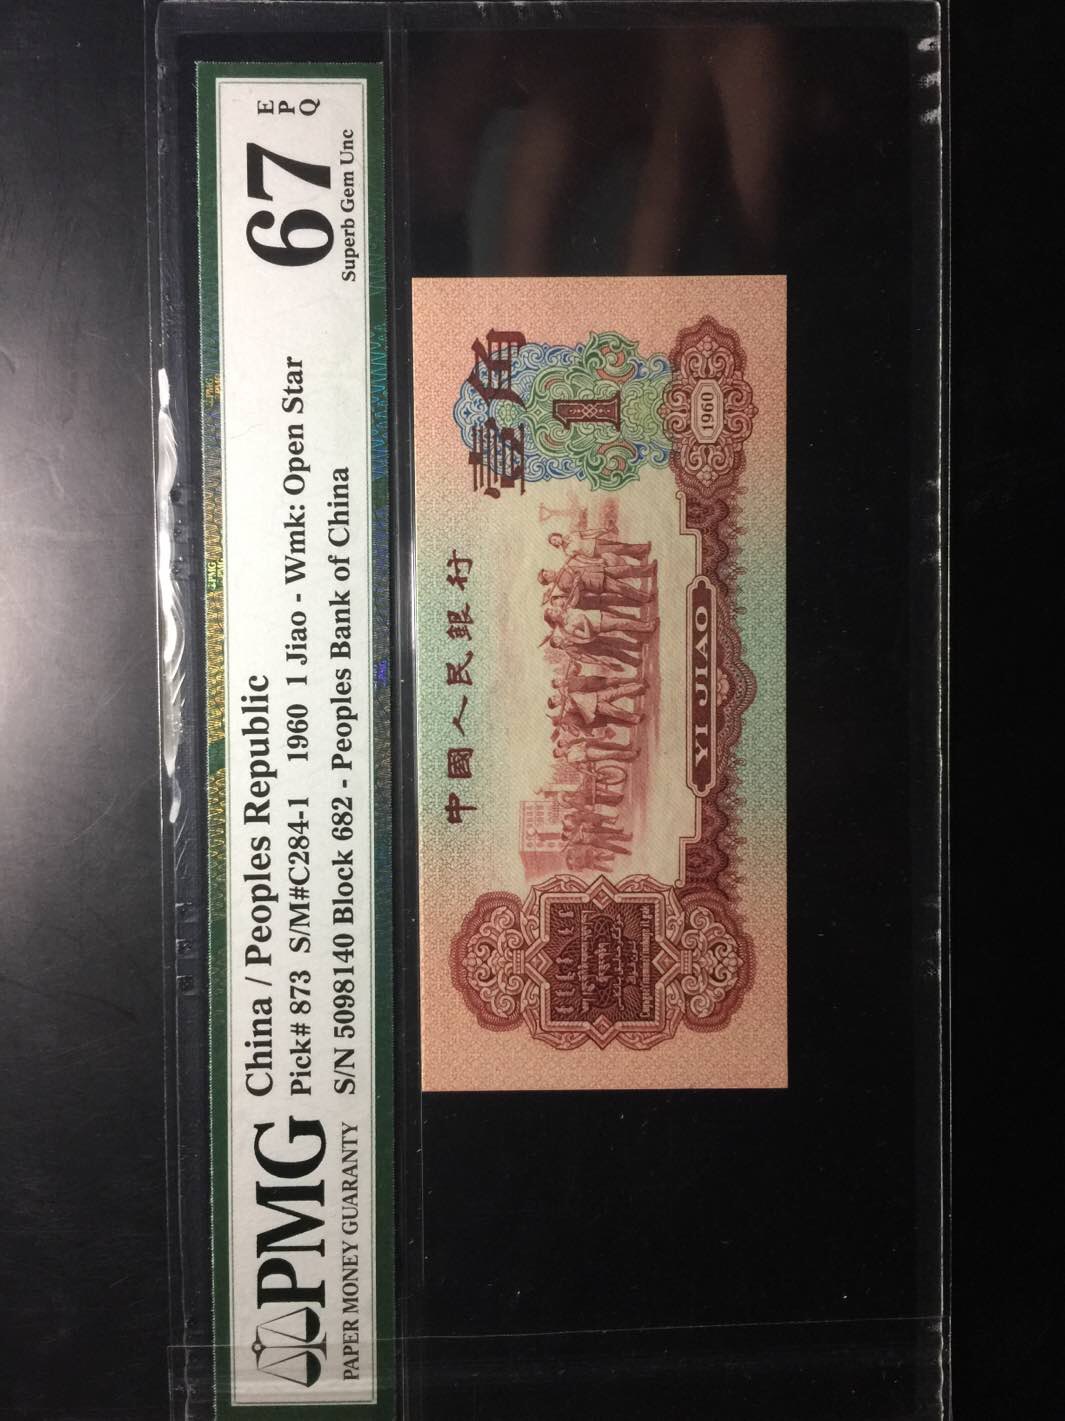 PMG
PAPER MONEY GUARANTY
China / Peoples Republic
Pick# 873 S/M#C284-1 1960 1 Jiao - Wmk: Open Star
S/N 5098140 Block 682 - Peoples Bank of China
67
EPQ
Superb Gem Unc
中國人民銀行
壹角
1
YI JIAO
1960